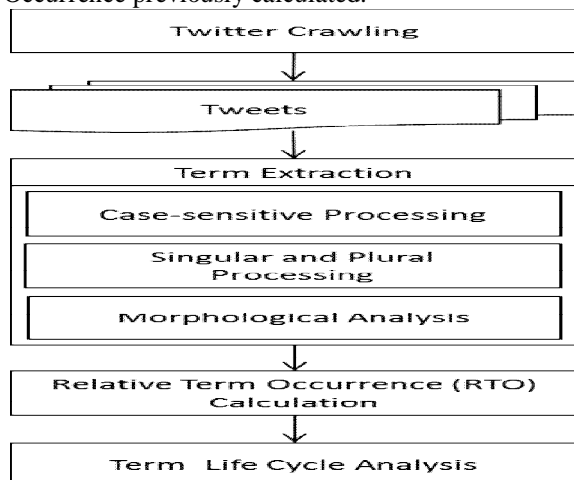 Occurrence previously calculated.
Twitter Crawling
Tweets
Term Extraction
Case-sensitive Processing
Singular and Plural
Processing
Morphological Analysis
Relative Term Occurrence (RTO)
Calculation
Term Life Cycle Analysis